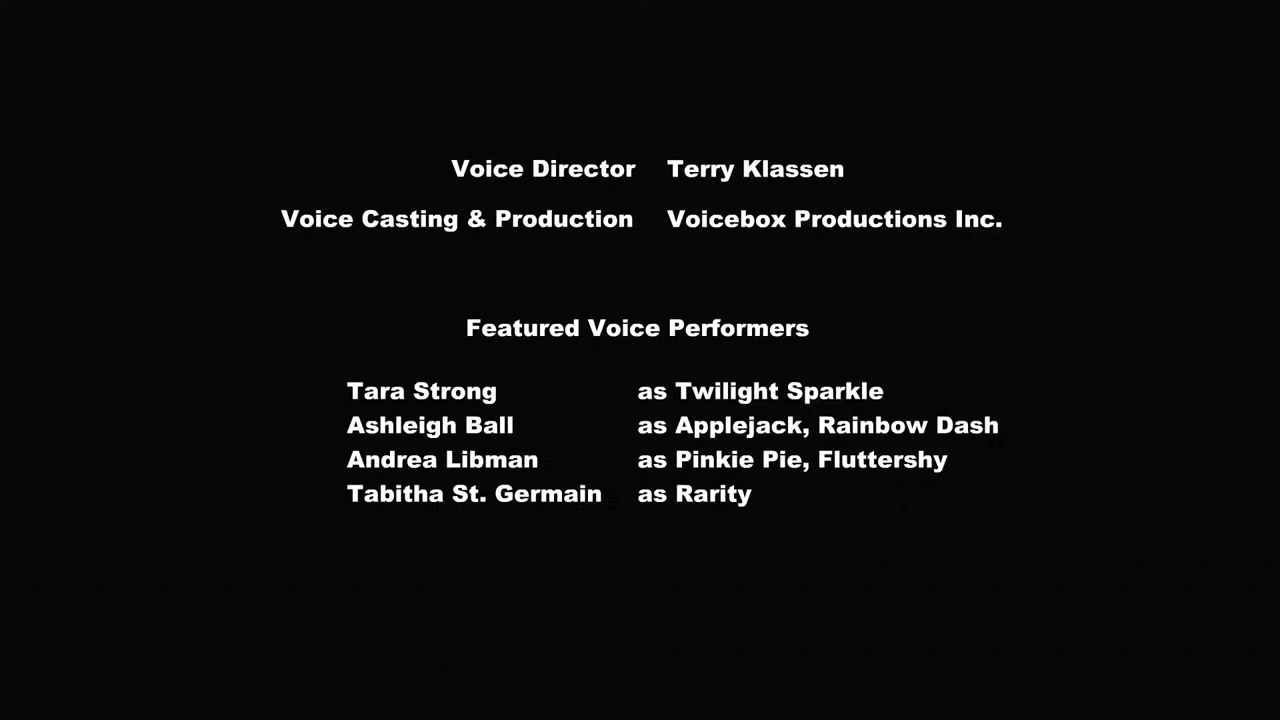 Voice Director Terry Klassen
Voice Casting & Production Voicebox Productions Inc.
Featured Voice Performers
Tara Strong as Twilight Sparkle
Ashleigh Ball as Applejack, Rainbow Dash
Andrea Libman as Pinkie Pie, Fluttershy
Tabitha St. Germain as Rarity